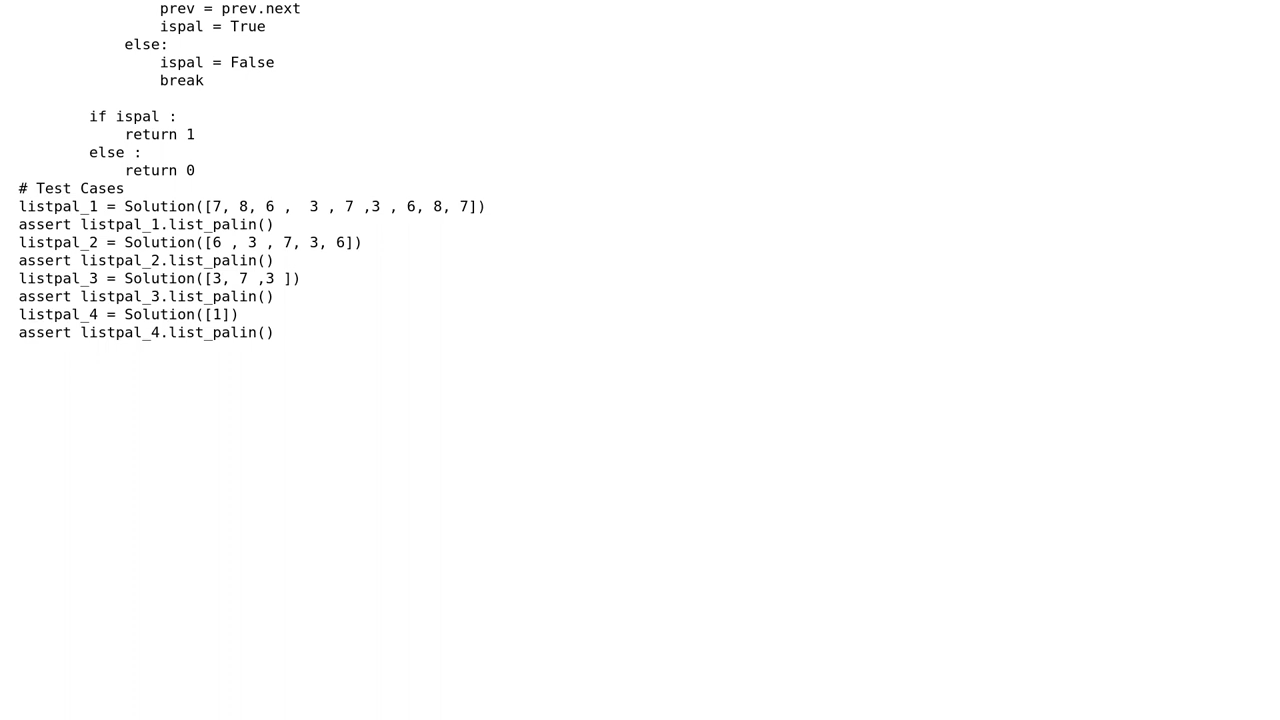 prev = prev.next
                ispal = True
            else:
                ispal = False
                break

        if ispal :
            return 1
        else :
            return 0
# Test Cases
listpal_1 = Solution([7, 8, 6 ,  3 , 7 ,3 , 6, 8, 7])
assert listpal_1.list_palin()
listpal_2 = Solution([6 , 3 , 7, 3, 6])
assert listpal_2.list_palin()
listpal_3 = Solution([3, 7 ,3 ])
assert listpal_3.list_palin()
listpal_4 = Solution([1])
assert listpal_4.list_palin()